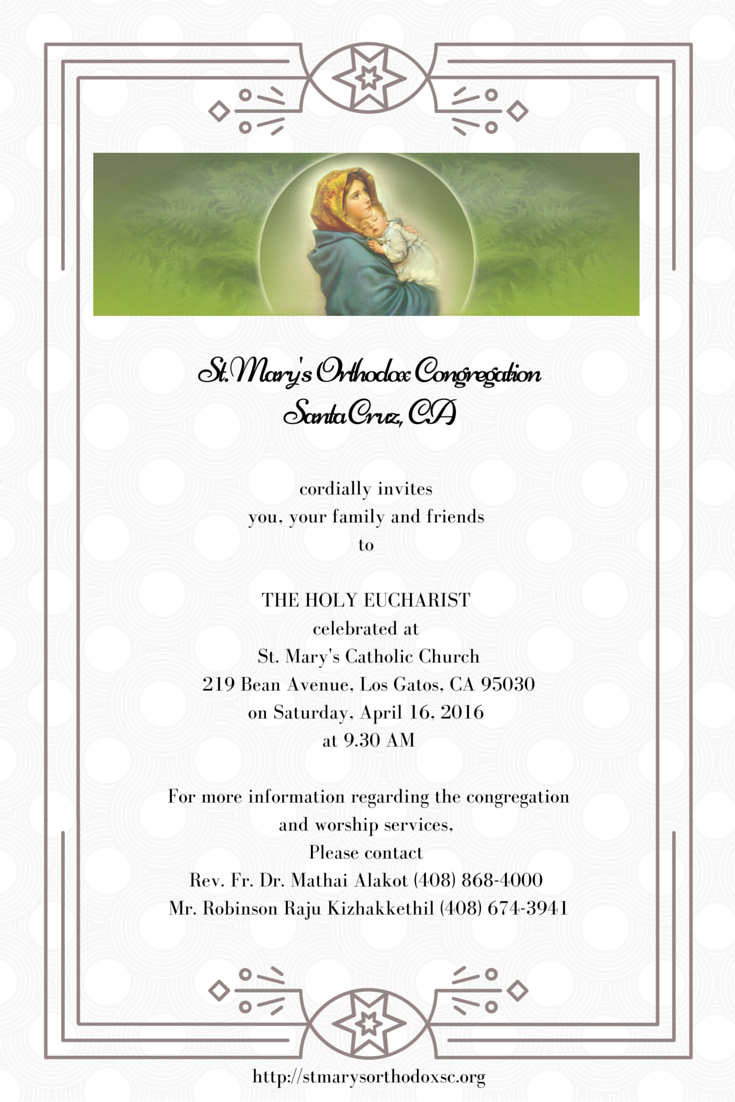 St. Mary's Orthodox Congregation
Santa Cruz, CA
cordially invites
you, your family and friends
to
THE HOLY EUCHARIST
celebrated at
St. Mary's Catholic Church
219 Bean Avenue, Los Gatos, CA 95030
on Saturday, April 16, 2016
at 9.30 AM
For more information regarding the congregation
and worship services,
Please contact
Rev. Fr. Dr. Mathai Alakot (408) 868-4000
Mr. Robinson Raju Kizhakkethil (408) 674-3941
http://stmarysorthodoxsc.org